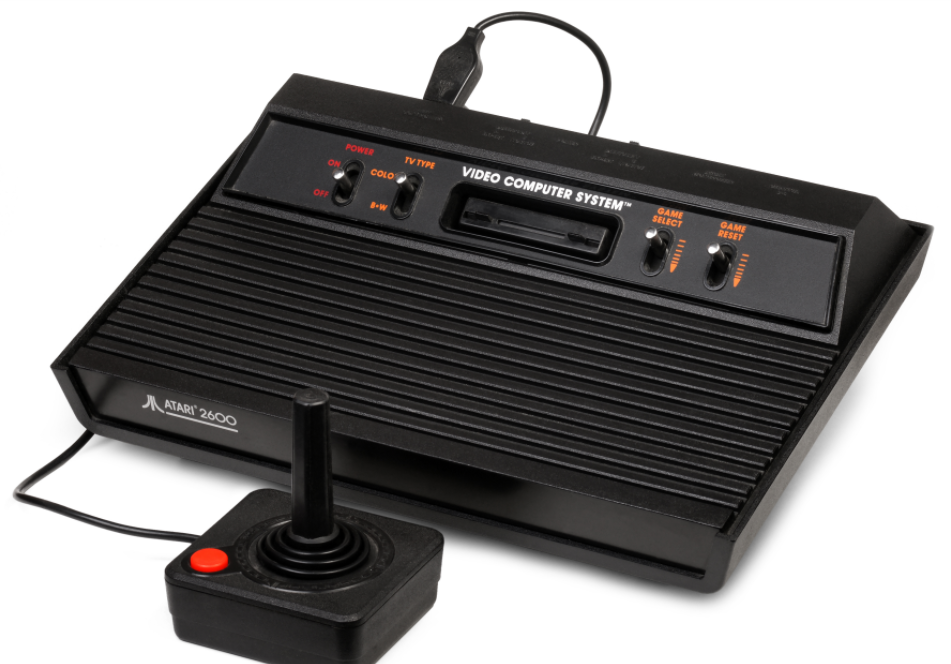 POWER
ON
OFF
TV TYPE
COLO
B•W
VIDEO COMPUTER SYSTEM™
GAME
SELECT
GAME
RESET
ATARI® 2600